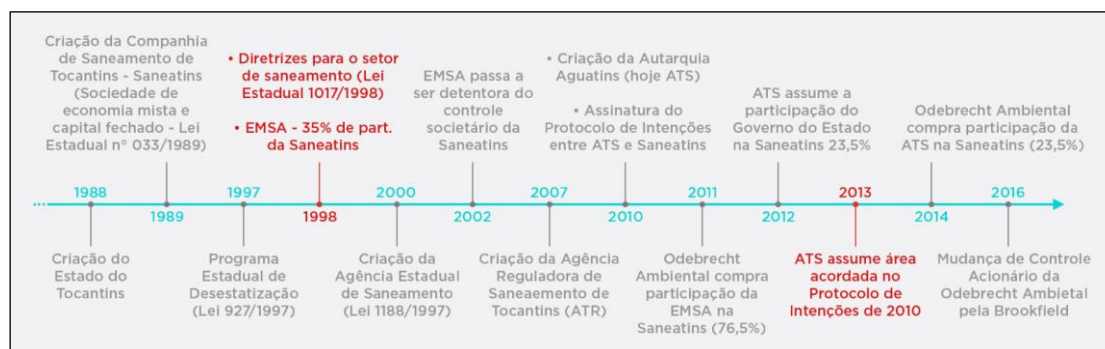 Criação da Companhia
de Saneamento de
Tocantins - Saneatins
(Sociedade de
economia mista e
capital fechado - Lei
Estadual n° 033/1989)
• Diretrizes para o setor
de saneamento (Lei
Estadual 1017/1998)
• EMSA - 35% de part.
da Saneatins
EMSA passa a
ser detentora do
controle
societário da
Saneatins
• Criação da Autarquia
Aguatins (hoje ATS)
• Assinatura do
Protocolo de Intenções
entre ATS e Saneatins
ATS assume a
participação do
Governo do Estado
na Saneatins 23,5%
Odebrecht Ambiental
compra participação da
ATS na Saneatins (23,5%)
1988 1997 2000 2007 2011 2013 2016
1989 1998 2002 2010 2012 2014
Criação do
Estado do
Tocantins
Programa
Estadual de
Desestatização
(Lei 927/1997)
Criação da
Agência Estadual
de Saneamento
(Lei 1188/1997)
Criação da Agência
Reguladora de
Saneaemento de
Tocantins (ATR)
Odebrecht
Ambiental compra
participação da
EMSA na
Saneatins (76,5%)
ATS assume área
acordada no
Protocolo de
Intenções de 2010
Mudança de Controle
Acionário da
Odebrecht Ambietal
pela Brookfield